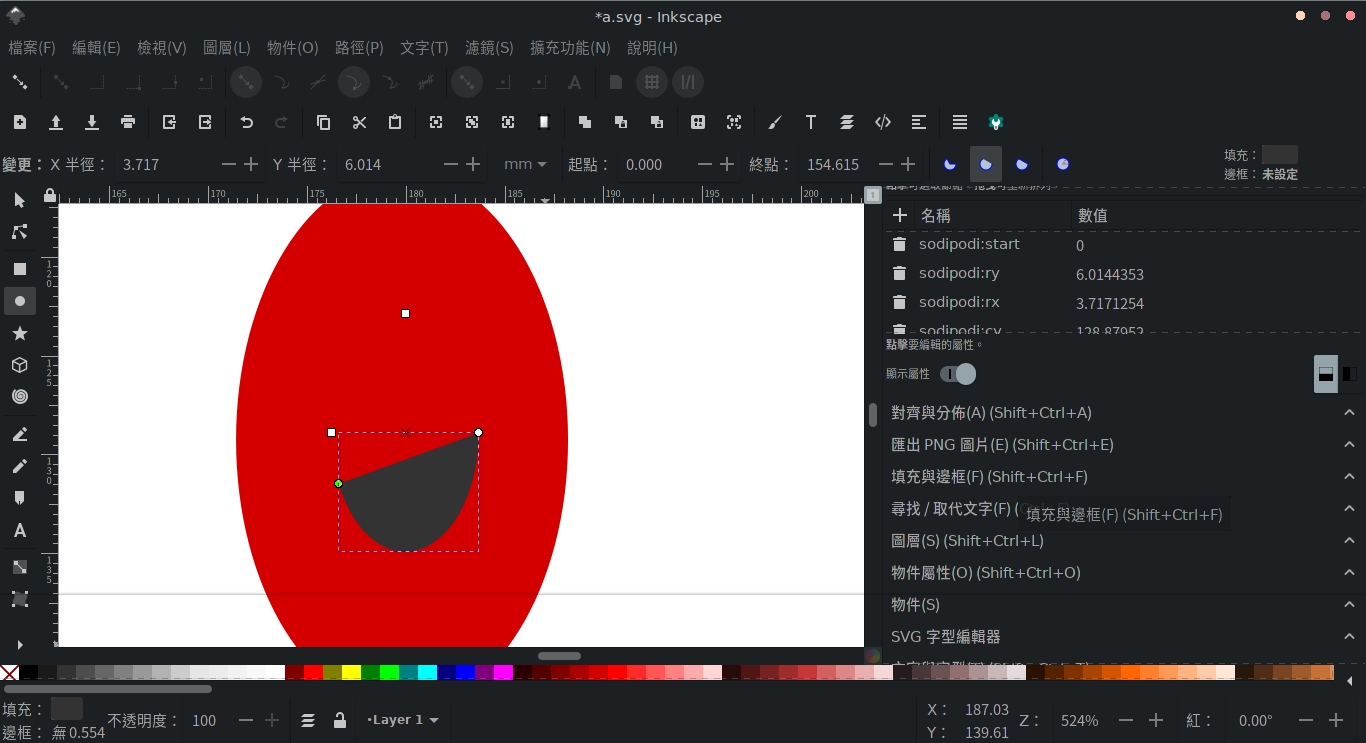 *a.svg - Inkscape
檔案(F) 編輯(E) 檢視(V) 圖層(L) 物件(O) 路徑(P) 文字(T) 濾鏡(S) 擴充功能(N) 說明(H)
變更： X 半徑： 3.717 Y 半徑： 6.014 mm 起點： 0.000 終點： 154.615
填充：
邊框： 未設定
165 170 175 180 185 190 195 200
120
125
130
135
名稱 數值
sodipodi:start 0
sodipodi:ry 6.0144353
sodipodi:rx 3.7171254
sodipodi:cy 128.87952
點擊要編輯的屬性。
顯示屬性
對齊與分佈(A) (Shift+Ctrl+A)
匯出 PNG 圖片(E) (Shift+Ctrl+E)
填充與邊框(F) (Shift+Ctrl+F)
尋找 / 取代文字(F) (
填充與邊框(F) (Shift+Ctrl+F)
圖層(S) (Shift+Ctrl+L)
物件屬性(O) (Shift+Ctrl+O)
物件(S)
SVG 字型編輯器
填充：
邊框： 無 0.554
不透明度： 100
•Layer 1
X： 187.03
Y： 139.61
Z： 524%
紅： 0.00°